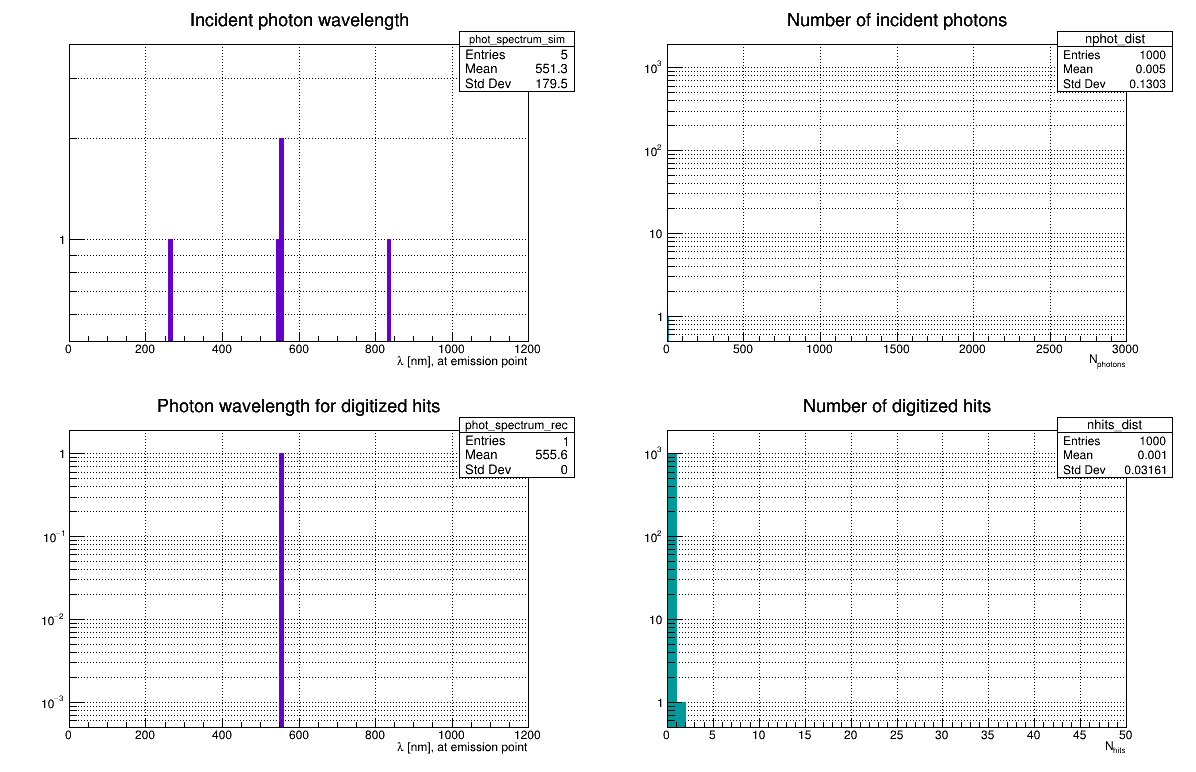 Incident photon wavelength
phot_spectrum_sim
Entries 5
Mean 551.3
Std Dev 179.5
1
0 200 400 600 800 1000 1200
λ [nm], at emission point
Number of incident photons
nphot_dist
Entries 1000
Mean 0.005
Std Dev 0.1303
10³
10²
10
1
0 500 1000 1500 2000 2500 3000
N_photons
Photon wavelength for digitized hits
phot_spectrum_rec
Entries 1
Mean 555.6
Std Dev 0
1
10⁻¹
10⁻²
10⁻³
0 200 400 600 800 1000 1200
λ [nm], at emission point
Number of digitized hits
nhits_dist
Entries 1000
Mean 0.001
Std Dev 0.03161
10³
10²
10
1
0 5 10 15 20 25 30 35 40 45 50
N_hits